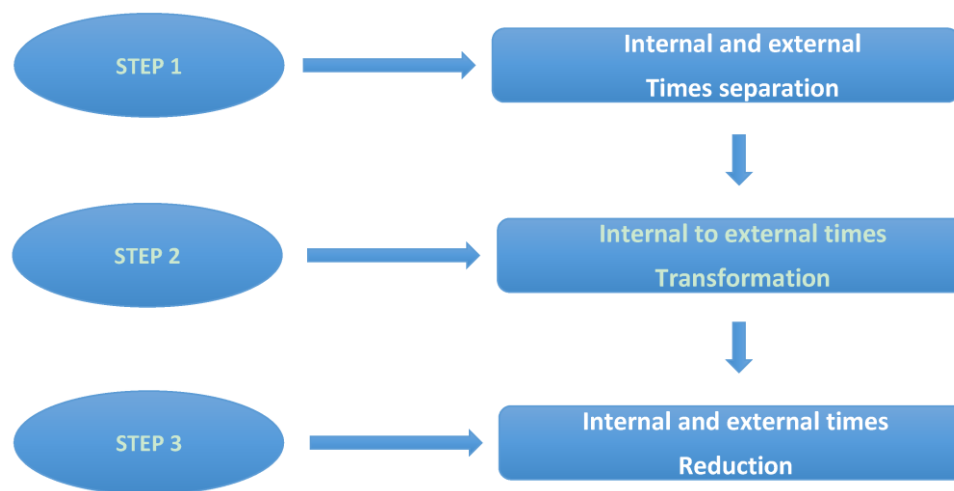 STEP 1
Internal and external
Times separation
STEP 2
Internal to external times
Transformation
STEP 3
Internal and external times
Reduction